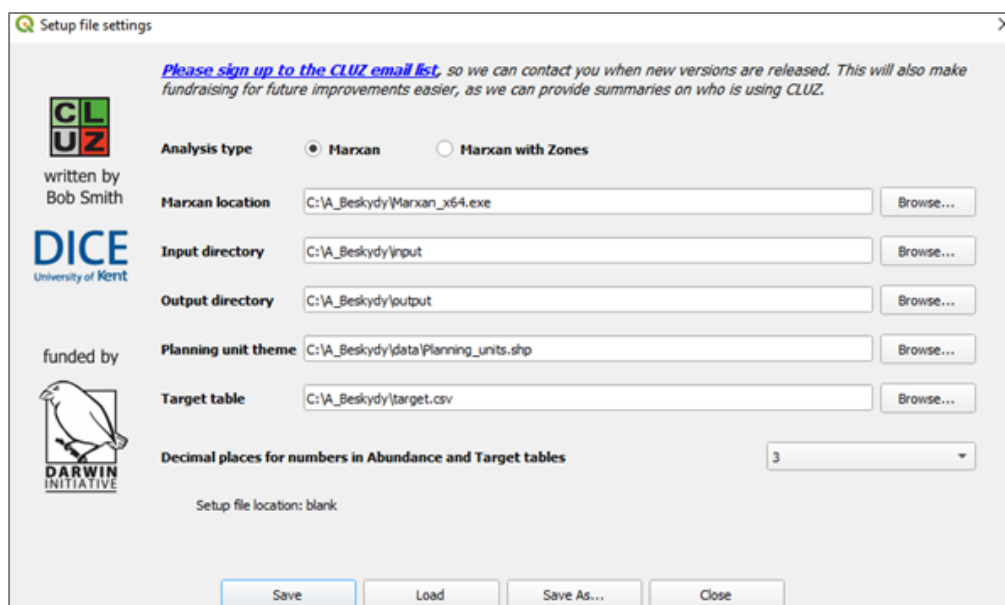 Setup file settings
Please sign up to the CLUZ email list, so we can contact you when new versions are released. This will also make
fundraising for future improvements easier, as we can provide summaries on who is using CLUZ.
CL
UZ
written by
Bob Smith
DICE
University of Kent
funded by
DARWIN
INITIATIVE
Analysis type Marxan Marxan with Zones
Marxan location C:\A_Beskydy\Marxan_x64.exe Browse...
Input directory C:\A_Beskydy\input Browse...
Output directory C:\A_Beskydy\output Browse...
Planning unit theme C:\A_Beskydy\data\Planning_units.shp Browse...
Target table C:\A_Beskydy\target.csv Browse...
Decimal places for numbers in Abundance and Target tables 3
Setup file location: blank
Save Load Save As... Close